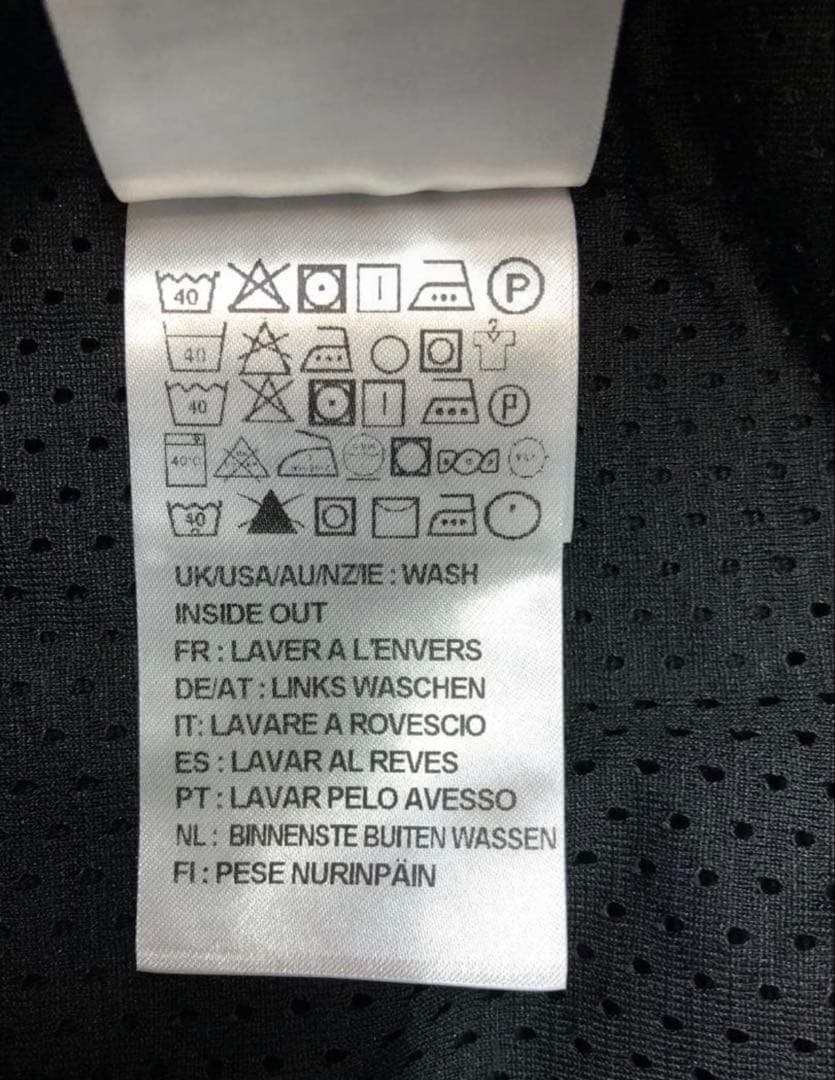 40 P
40
40 P
40°C
40
UK/USA/AU/NZ/IE : WASH
INSIDE OUT
FR : LAVER A L'ENVERS
DE/AT : LINKS WASCHEN
IT: LAVARE A ROVESCIO
ES : LAVAR AL REVES
PT : LAVAR PELO AVESSO
NL : BINNENSTE BUITEN WASSEN
FI : PESE NURINPÄIN